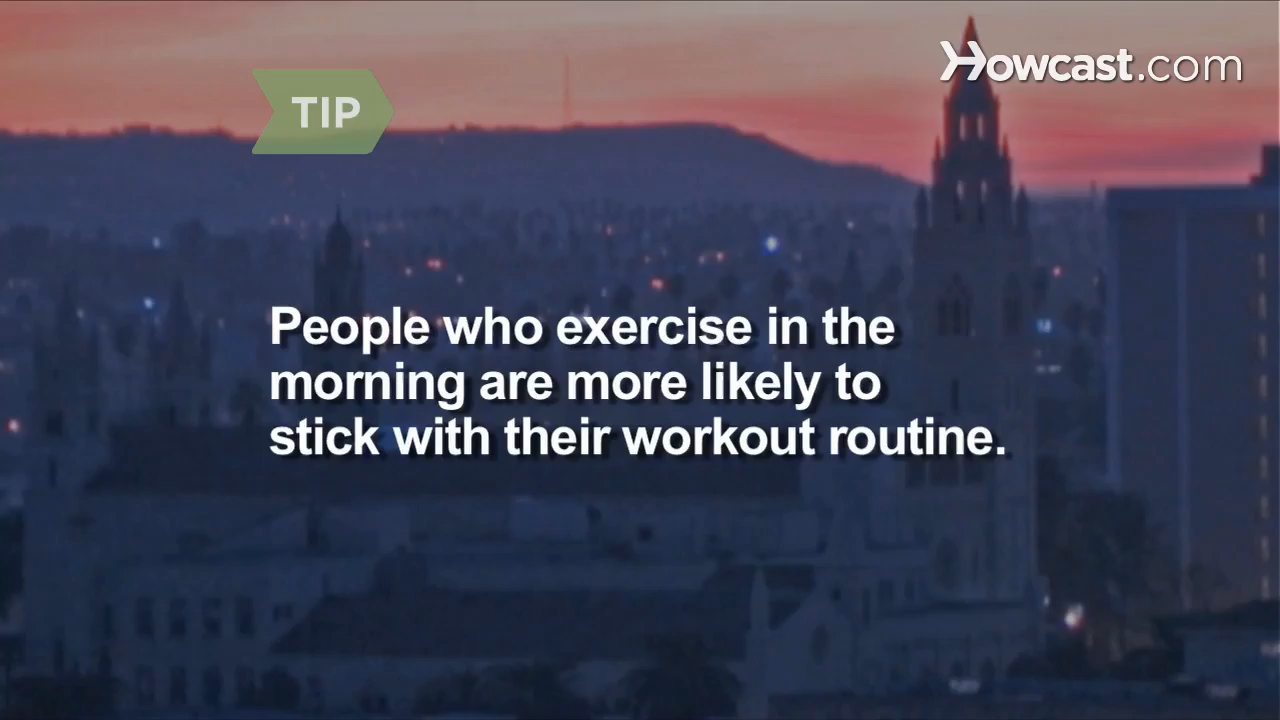 Howcast.com
TIP
People who exercise in the
morning are more likely to
stick with their workout routine.